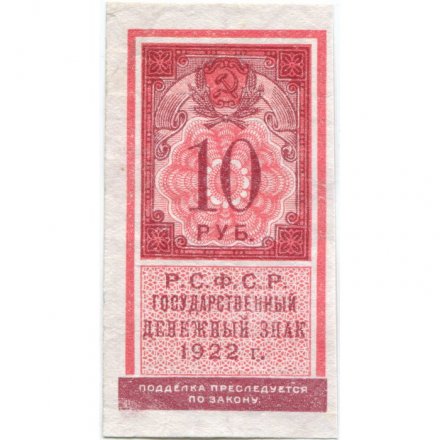 10
РУБ.
Р.С.Ф.С.Р.
ГОСУДАРСТВЕННЫЙ
ДЕНЕЖНЫЙ ЗНАК
1922 г.
ПОДДЕЛКА ПРЕСЛЕДУЕТСЯ
ПО ЗАКОНУ.